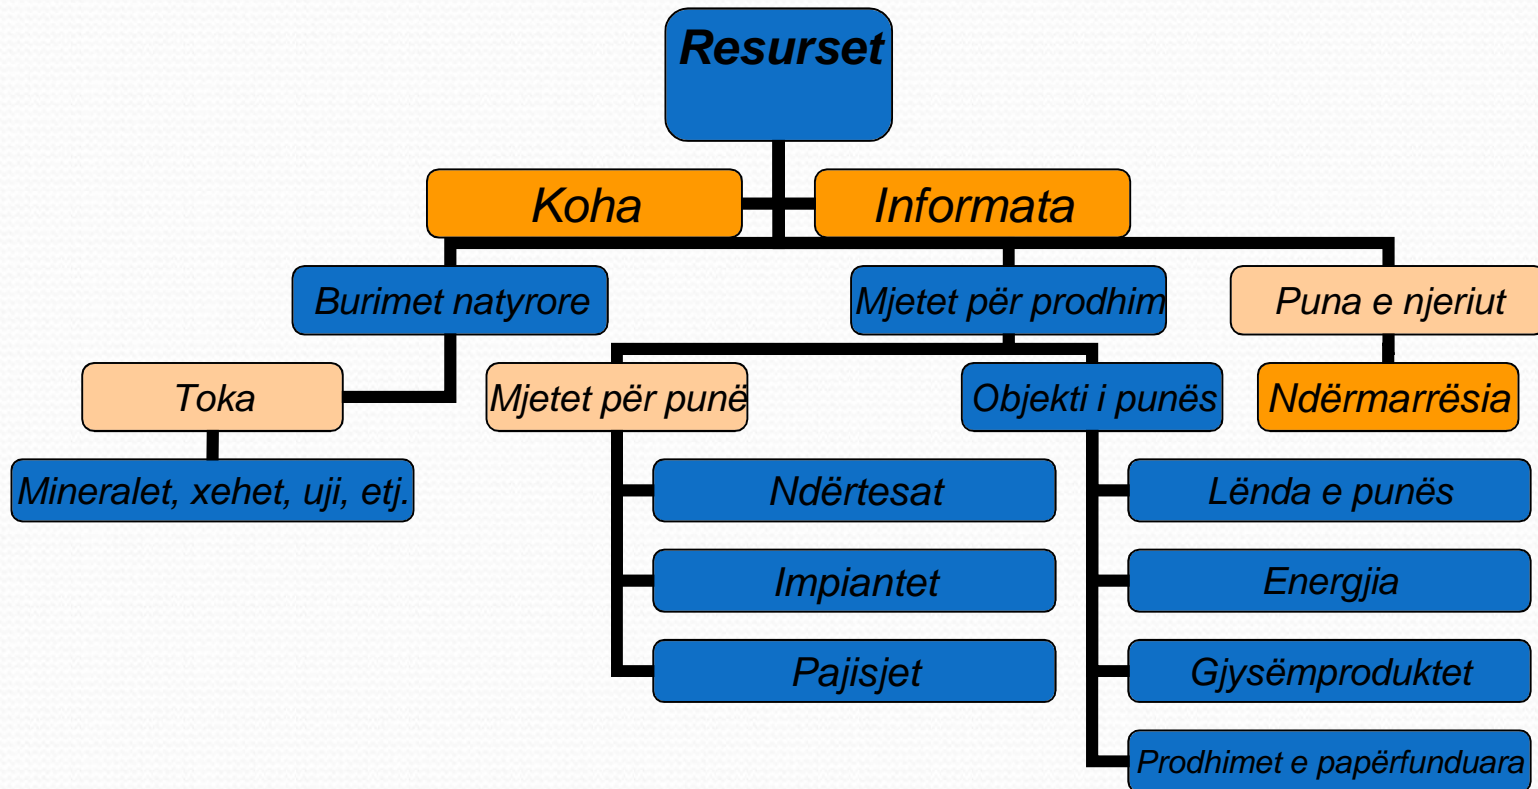 Resurset
Koha
Informata
Burimet natyrore
Mjetet për prodhim
Puna e njeriut
Toka
Mjetet për punë
Objekti i punës
Ndërmarrësia
Mineralet, xehet, uji, etj.
Ndërtesat
Lënda e punës
Impiantet
Energjia
Pajisjet
Gjysëmproduktet
Prodhimet e papërfunduara